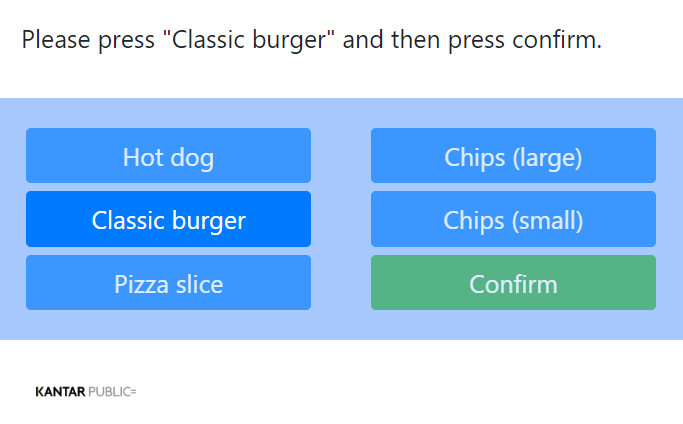 Please press "Classic burger" and then press confirm.
Hot dog
Chips (large)
Classic burger
Chips (small)
Pizza slice
Confirm
KANTAR PUBLIC=